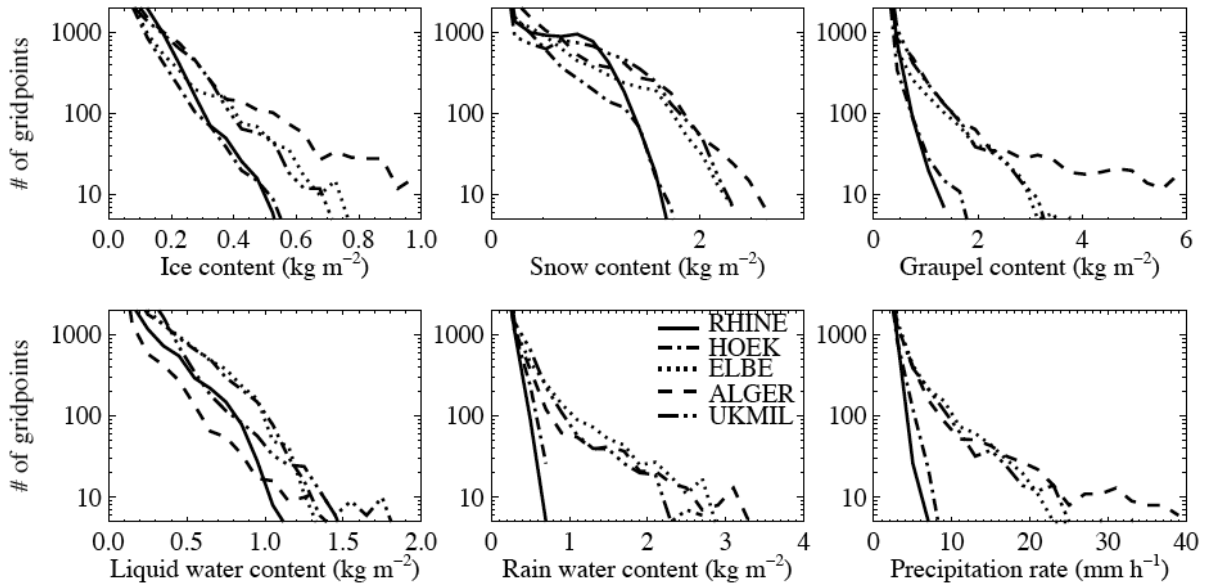 # of gridpoints
1000
100
10
0.0 0.2 0.4 0.6 0.8 1.0
Ice content (kg m⁻²)
0 2
Snow content (kg m⁻²)
1000
100
10
0 2 4 6
Graupel content (kg m⁻²)
1000
100
10
# of gridpoints
1000
100
10
0.0 0.5 1.0 1.5 2.0
Liquid water content (kg m⁻²)
1000
100
10
RHINE
HOEK
ELBE
ALGER
UKMIL
0 1 2 3 4
Rain water content (kg m⁻²)
1000
100
10
0 10 20 30 40
Precipitation rate (mm h⁻¹)